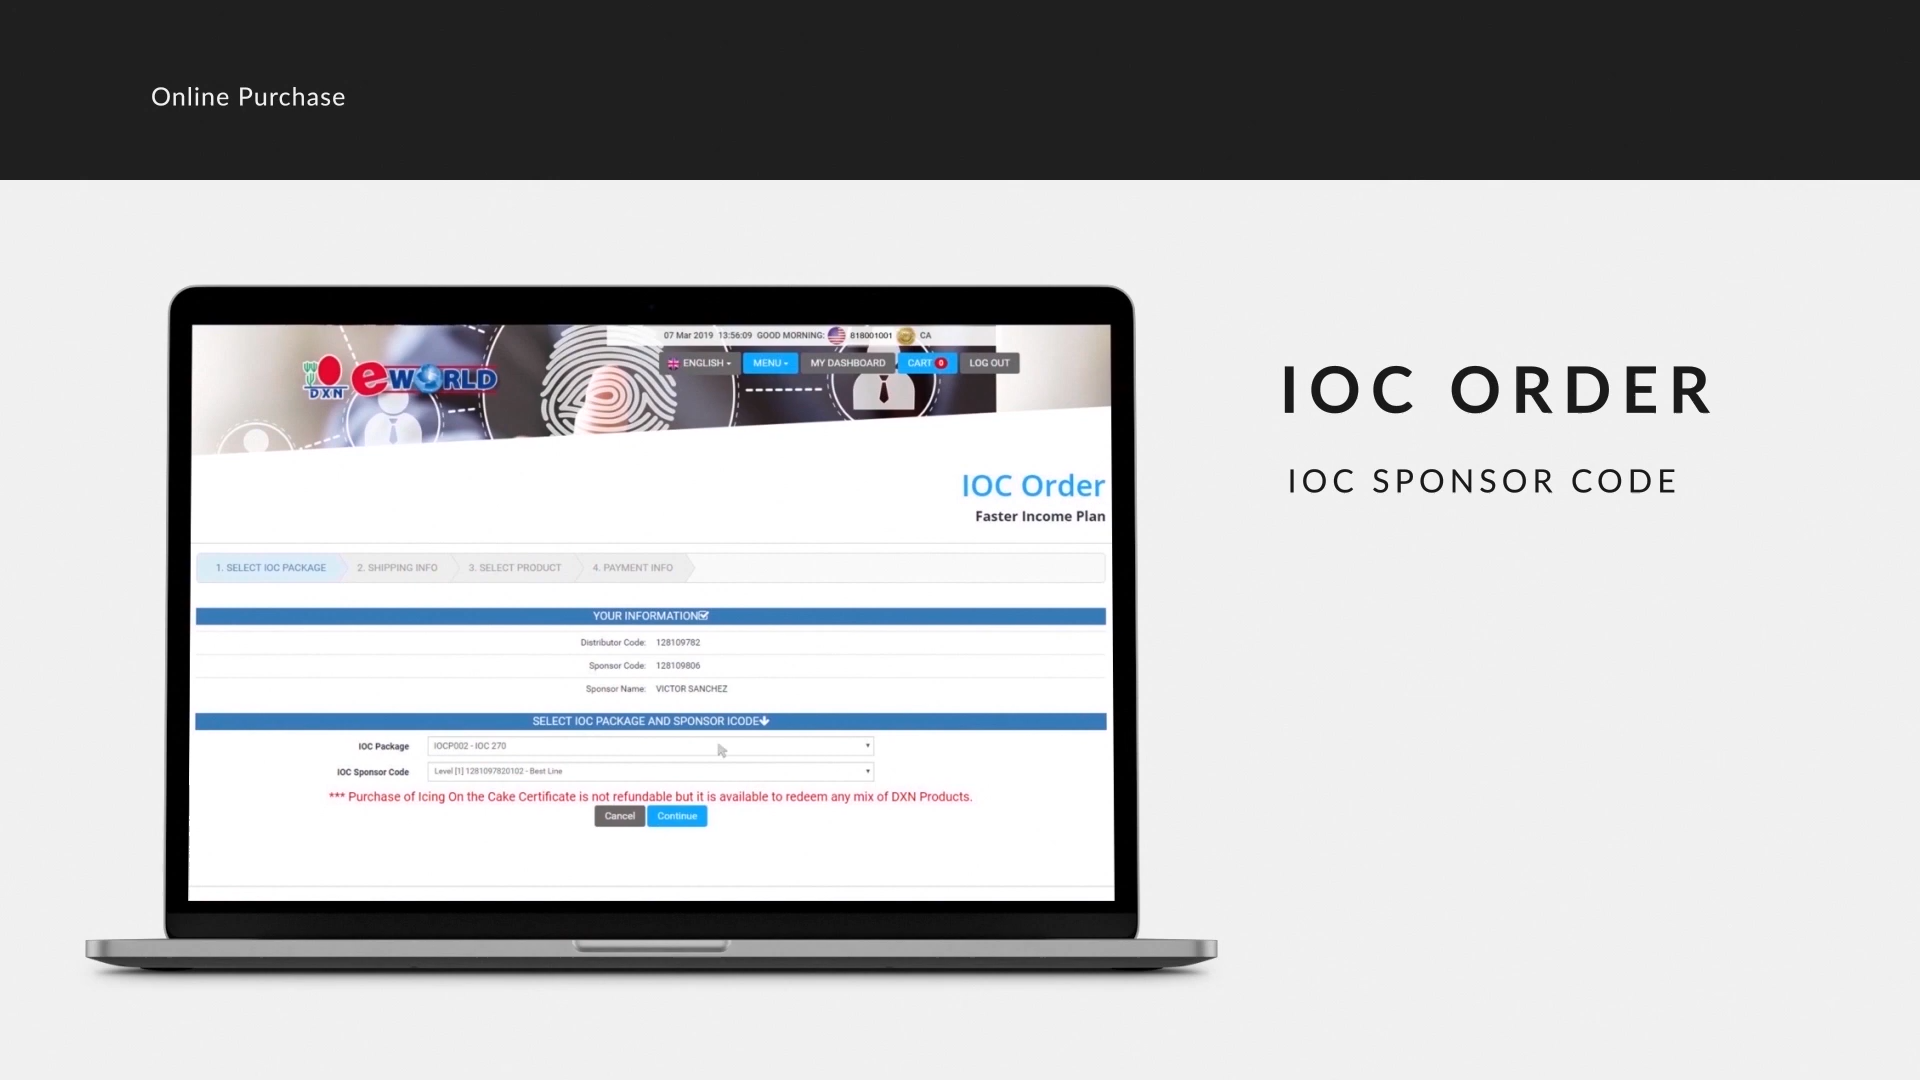 Online Purchase
07 Mar 2019 13:56:09 GOOD MORNING: 818001001 CA
ENGLISH MENU MY DASHBOARD CART 0 LOG OUT
DXN eWORLD
IOC Order
Faster Income Plan
1. SELECT IOC PACKAGE 2. SHIPPING INFO 3. SELECT PRODUCT 4. PAYMENT INFO
YOUR INFORMATION
Distributor Code: 128109782
Sponsor Code: 128109806
Sponsor Name: VICTOR SANCHEZ
SELECT IOC PACKAGE AND SPONSOR ICODE
IOC Package IOCP002 - IOC 270
IOC Sponsor Code Level [1] 1281097820102 - Best Line
*** Purchase of Icing On the Cake Certificate is not refundable but it is available to redeem any mix of DXN Products.
Cancel Continue
IOC ORDER
IOC SPONSOR CODE